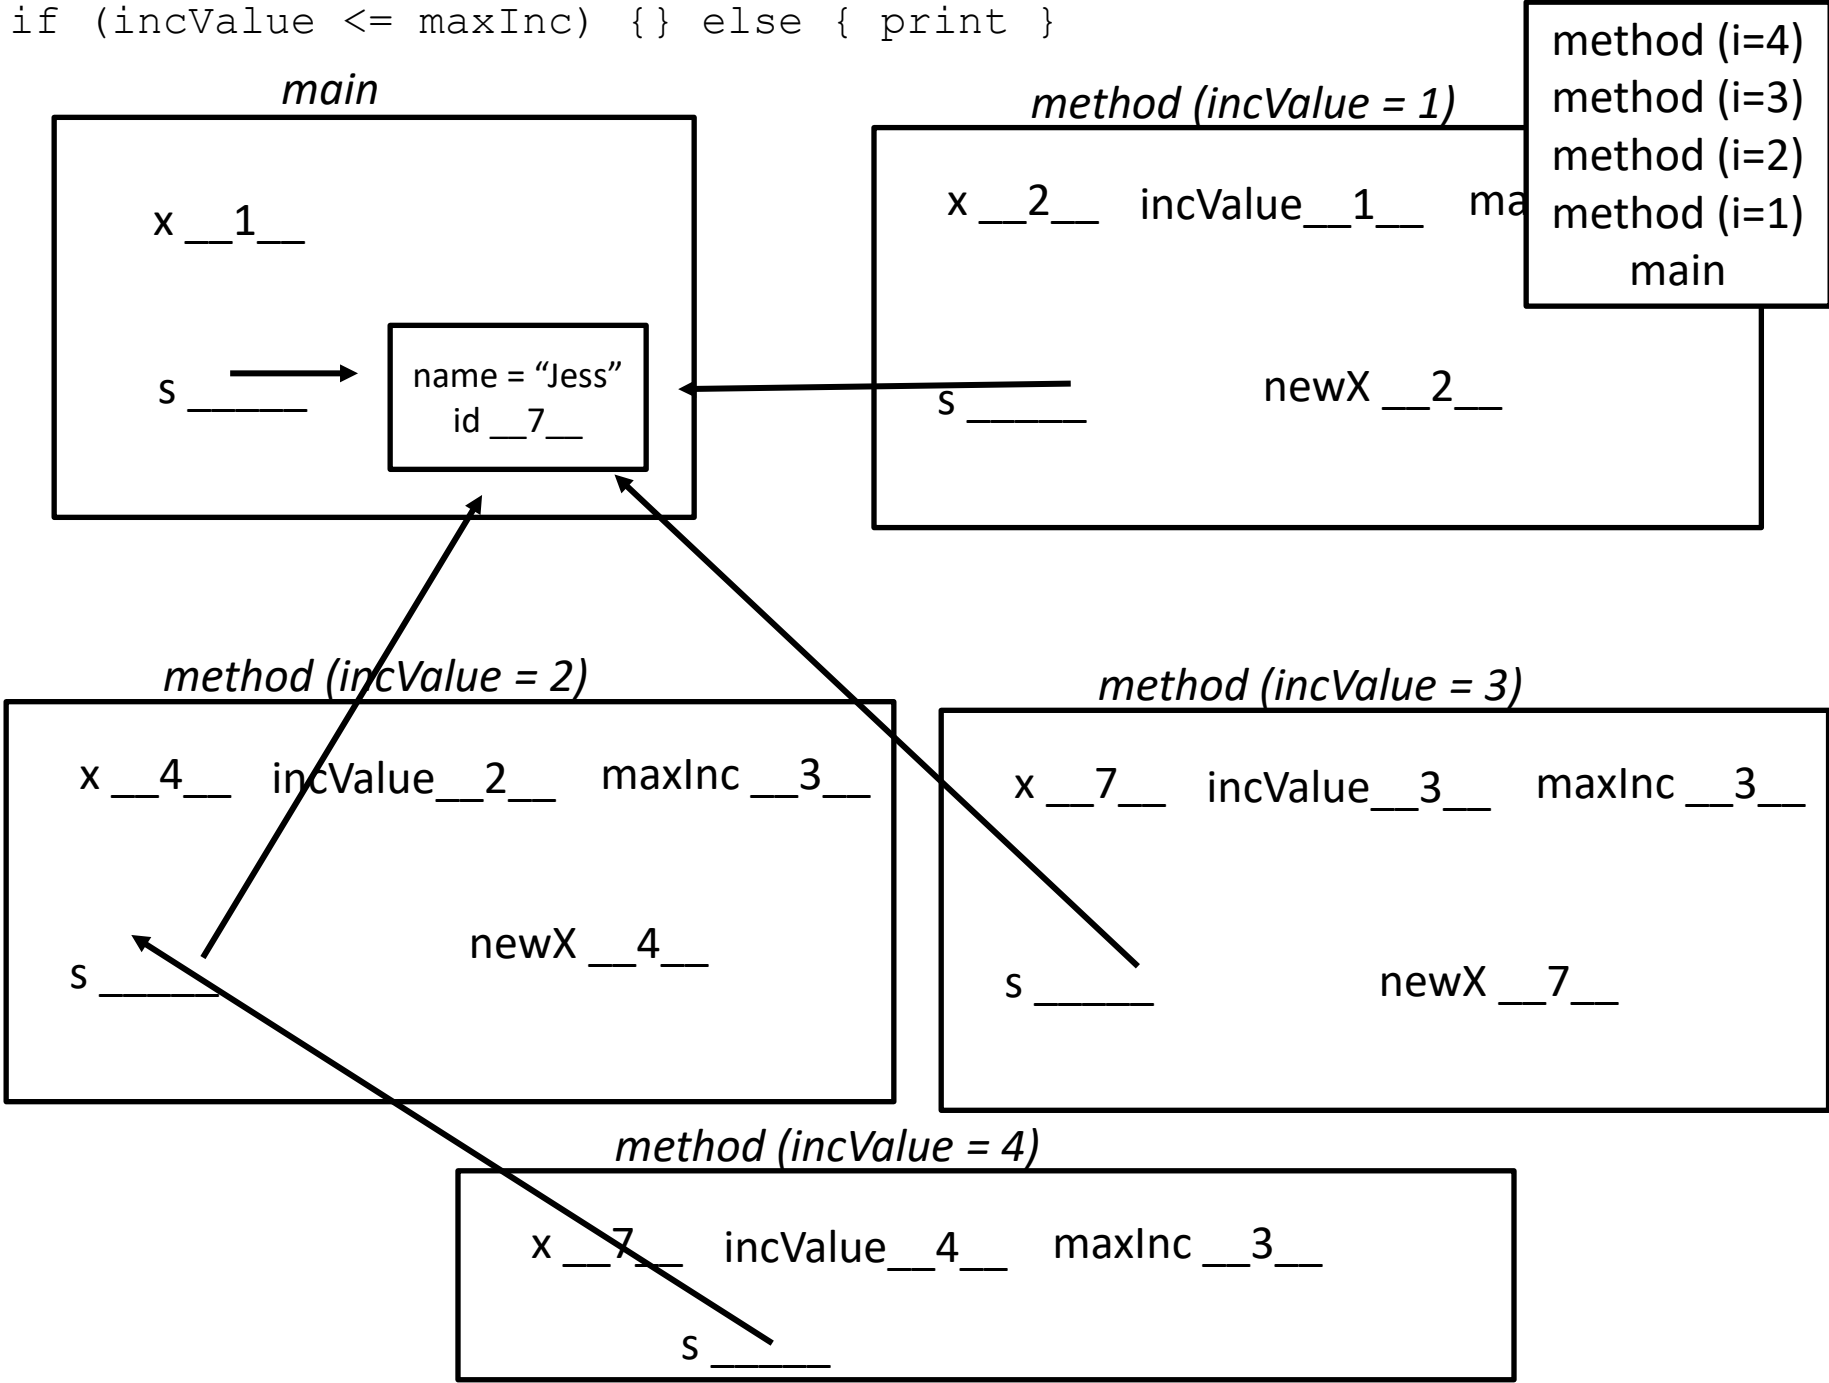 if (incValue <= maxInc) {} else { print }
main
x __1__
s _____
name = “Jess”
id __7__
method (incValue = 1)
x __2__ incValue__1__ ma
s _____ newX __2__
method (i=4)
method (i=3)
method (i=2)
method (i=1)
main
method (incValue = 2)
x __4__ incValue__2__ maxInc __3__
s _____ newX __4__
method (incValue = 3)
x __7__ incValue__3__ maxInc __3__
s _____ newX __7__
method (incValue = 4)
x __7__ incValue__4__ maxInc __3__
s _____